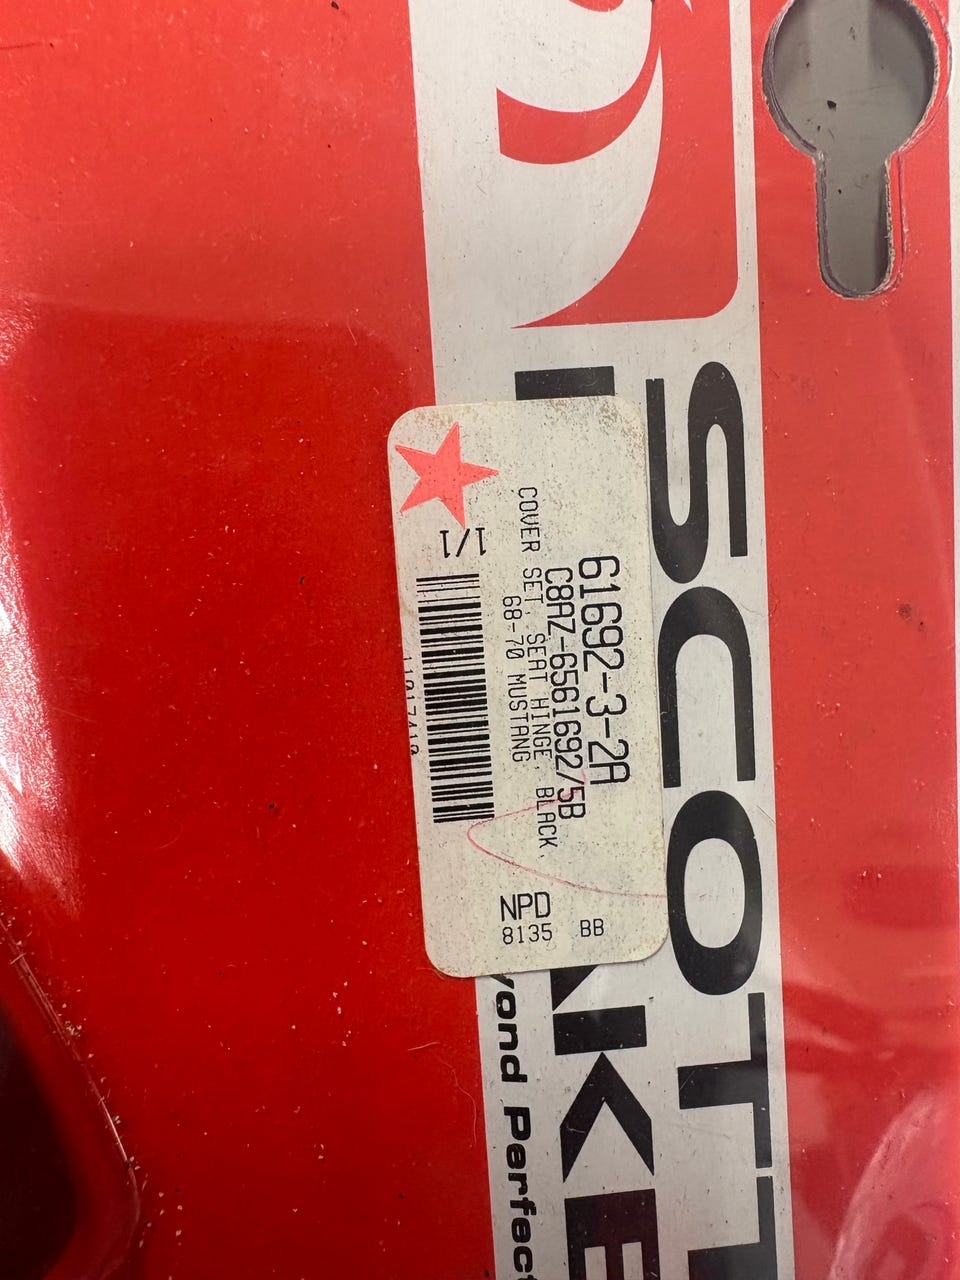 SCOTT
KE
yond Perfect
61692-3-2A
C8AZ-6561692/5B
COVER SET, SEAT HINGE, BLACK,
68-70 MUSTANG
1/1
NPD
8135 BB